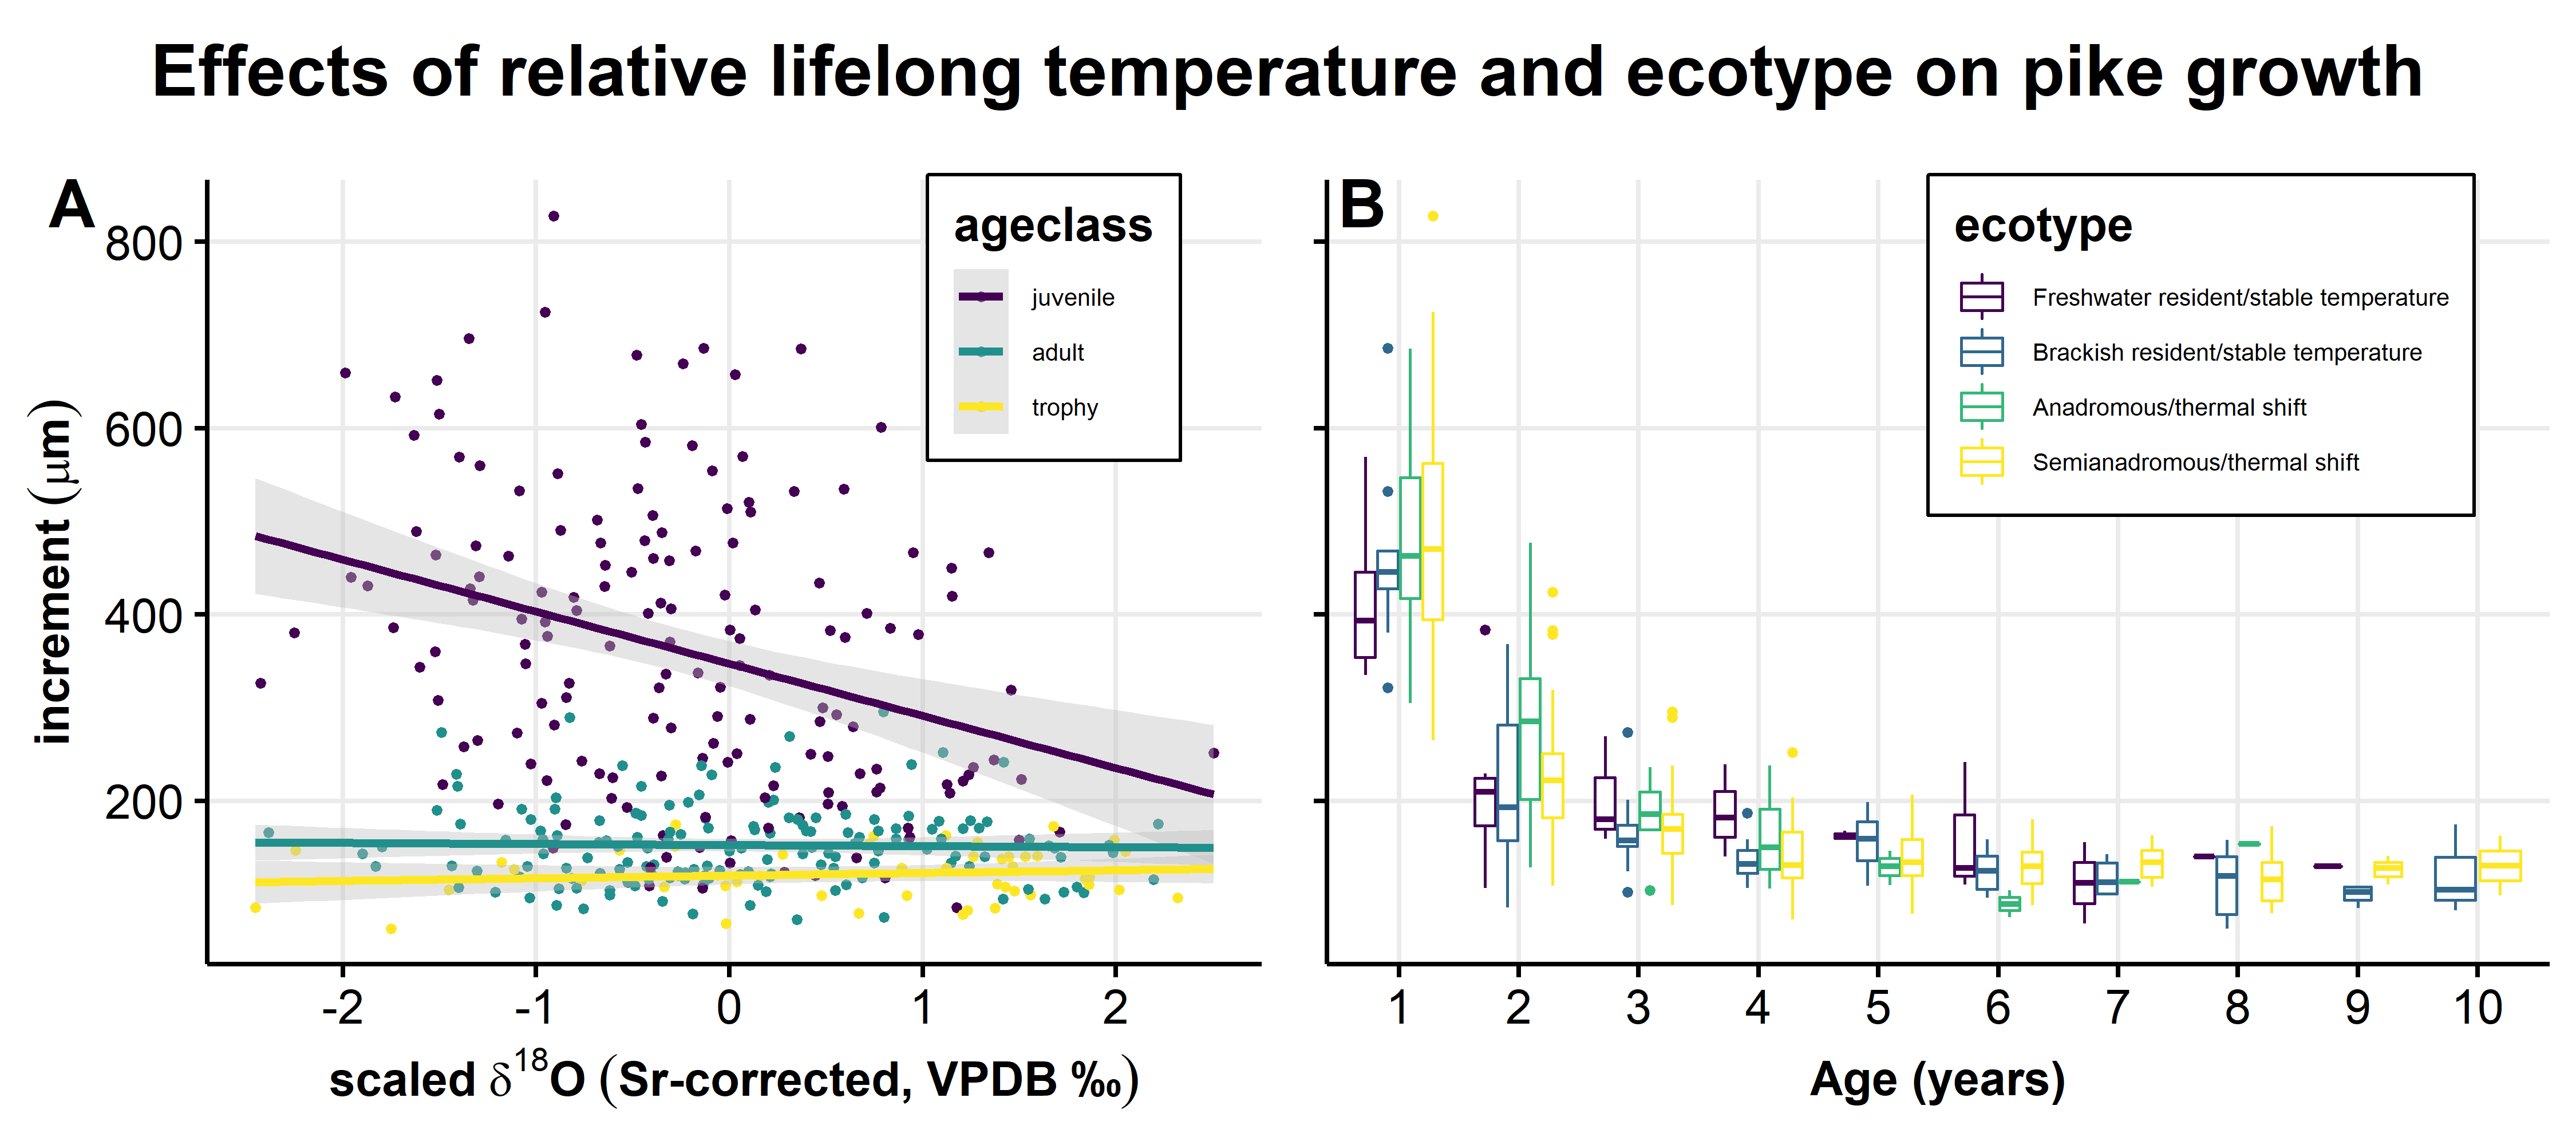 Effects of relative lifelong temperature and ecotype on pike growth
A
increment (μm)
800
600
400
200
-2 -1 0 1 2
scaled δ¹⁸O (Sr-corrected, VPDB ‰)
ageclass
juvenile
adult
trophy
B
ecotype
Freshwater resident/stable temperature
Brackish resident/stable temperature
Anadromous/thermal shift
Semianadromous/thermal shift
1 2 3 4 5 6 7 8 9 10
Age (years)